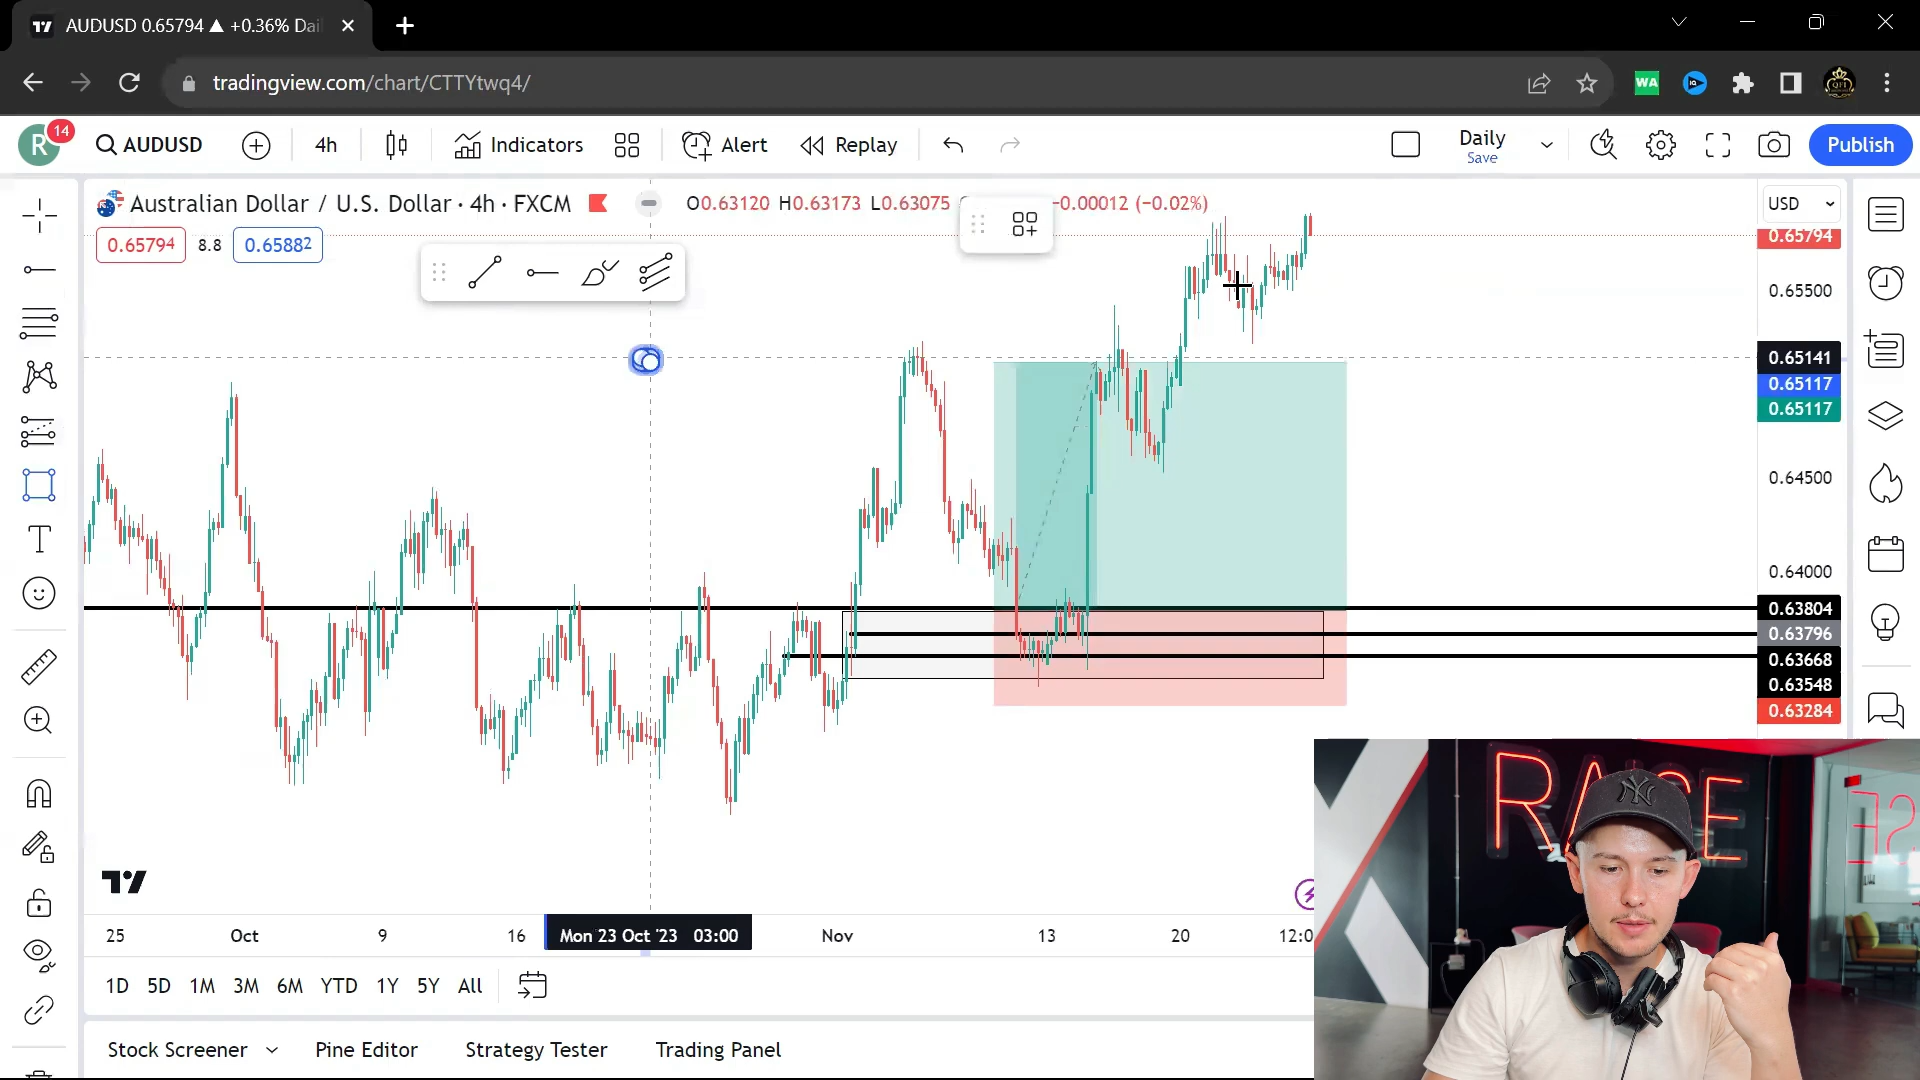 AUDUSD 0.65794 ▲ +0.36% Dai
tradingview.com/chart/CTTYtwq4/
WA
R
14
AUDUSD
4h
Indicators
Alert
Replay
Daily
Save
Publish
Australian Dollar / U.S. Dollar · 4h · FXCM
O0.63120 H0.63173 L0.63075 −0.00012 (−0.02%)
0.65794
8.8
0.65882
USD
0.65794
0.65500
0.65141
0.65117
0.65117
0.64500
0.64000
0.63804
0.63796
0.63668
0.63548
0.63284
T
25
Oct
9
16
Mon 23 Oct '23 03:00
Nov
13
20
12:0
1D 5D 1M 3M 6M YTD 1Y 5Y All
Stock Screener
Pine Editor
Strategy Tester
Trading Panel
RAISE
NY